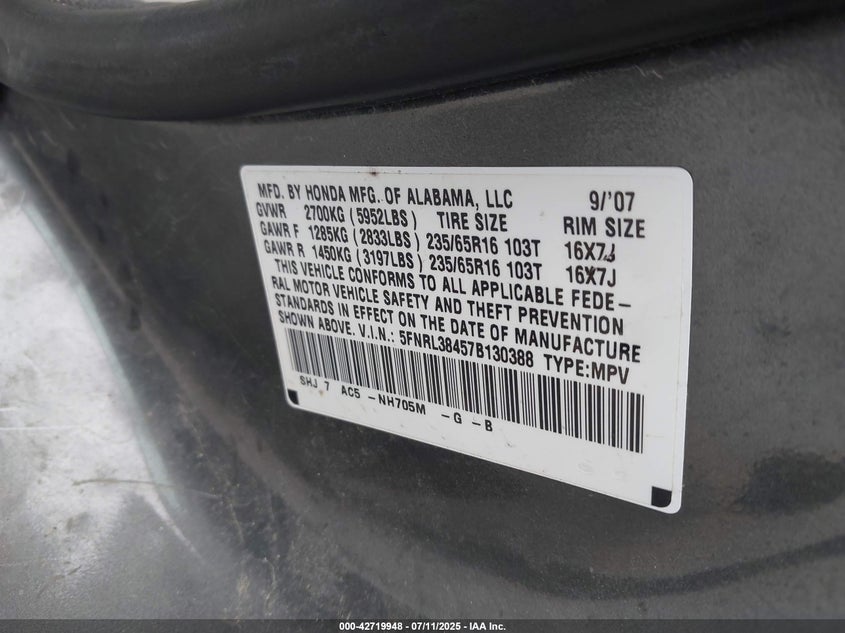 MFD. BY HONDA MFG. OF ALABAMA, LLC 9/'07
GVWR 2700KG (5952LBS) TIRE SIZE RIM SIZE
GAWR F 1285KG (2833LBS) 235/65R16 103T 16X7J
GAWR R 1450KG (3197LBS) 235/65R16 103T 16X7J
THIS VEHICLE CONFORMS TO ALL APPLICABLE FEDE-
RAL MOTOR VEHICLE SAFETY AND THEFT PREVENTION
STANDARDS IN EFFECT ON THE DATE OF MANUFACTURE
SHOWN ABOVE. V.I.N.: 5FNRL38457B130388 TYPE:MPV
SHJ 7 AC5 -NH705M -G -B
000-42719948 - 07/11/2025 - IAA Inc.